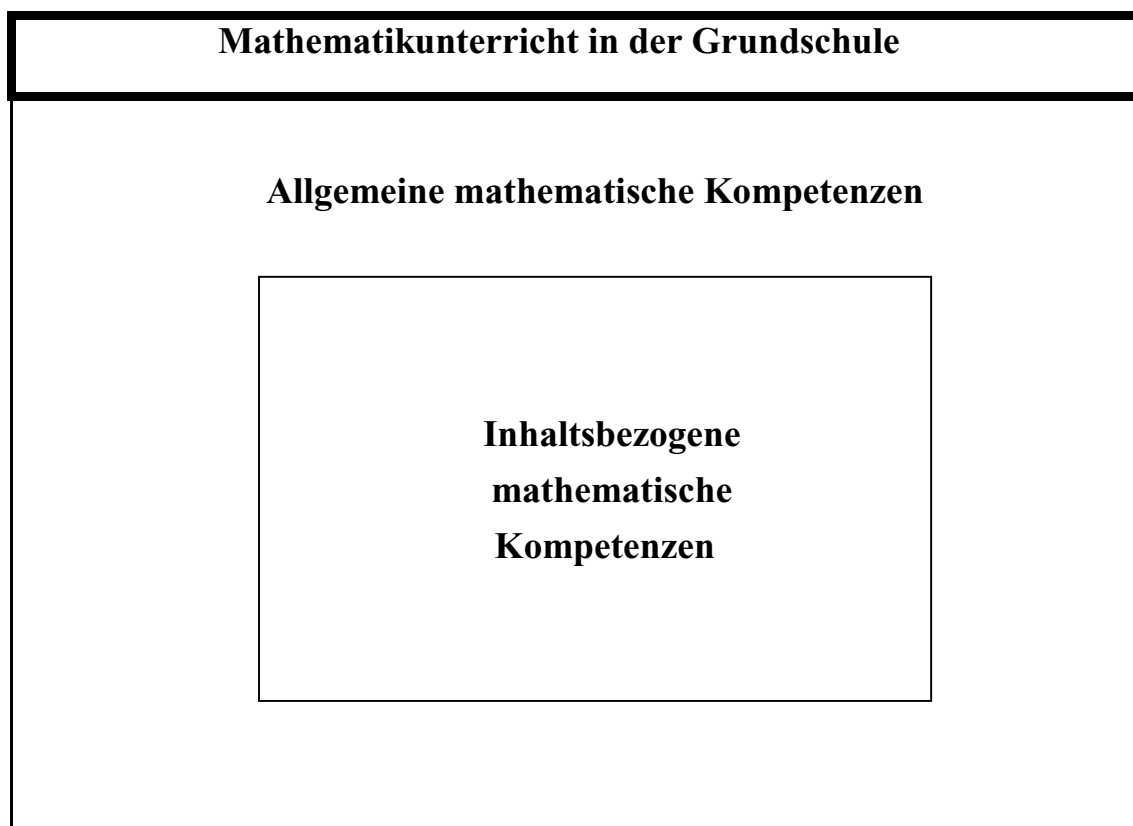 Mathematikunterricht in der Grundschule
Allgemeine mathematische Kompetenzen
Inhaltsbezogene
mathematische
Kompetenzen